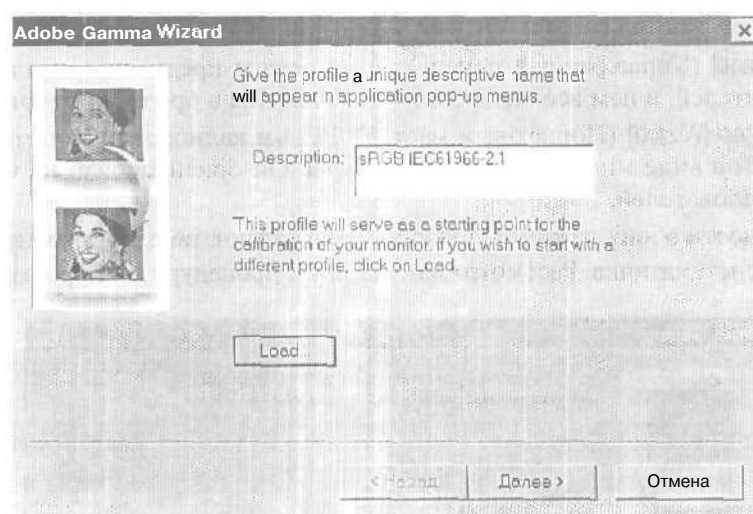 Adobe Gamma Wizard
Give the profile a unique descriptive name that
will appear in application pop-up menus.
Description: sRGB IEC61966-2.1
This profile will serve as a starting point for the
calibration of your monitor. If you wish to start with a
different profile, click on Load.
Load...
< Назад Далее > Отмена